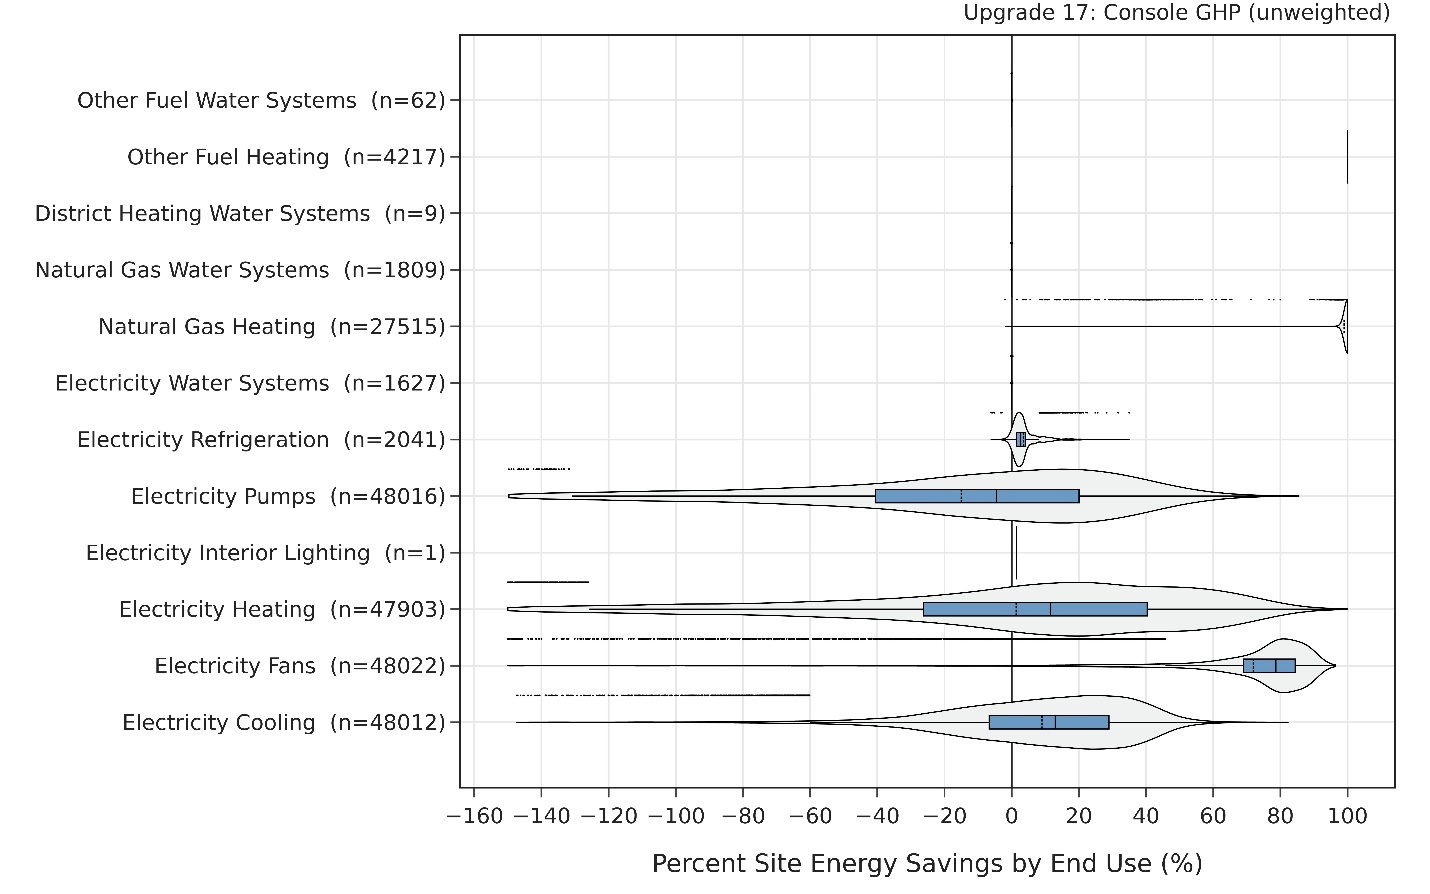 Upgrade 17: Console GHP (unweighted)
Other Fuel Water Systems (n=62)
Other Fuel Heating (n=4217)
District Heating Water Systems (n=9)
Natural Gas Water Systems (n=1809)
Natural Gas Heating (n=27515)
Electricity Water Systems (n=1627)
Electricity Refrigeration (n=2041)
Electricity Pumps (n=48016)
Electricity Interior Lighting (n=1)
Electricity Heating (n=47903)
Electricity Fans (n=48022)
Electricity Cooling (n=48012)
−160 −140 −120 −100 −80 −60 −40 −20 0 20 40 60 80 100
Percent Site Energy Savings by End Use (%)